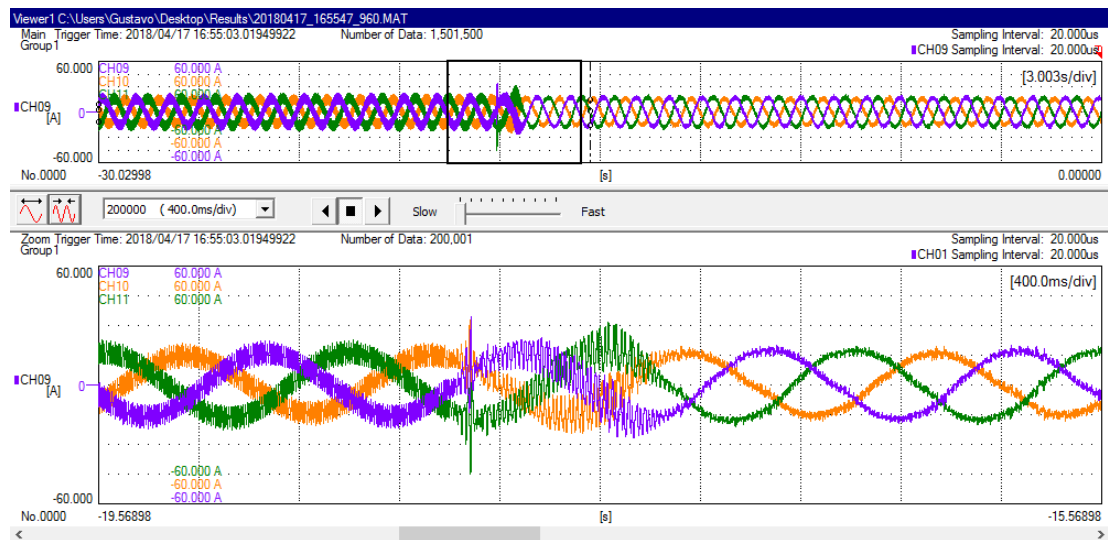 Viewer1 C:\Users\Gustavo\Desktop\Results\20180417_165547_960.MAT
Main Trigger Time: 2018/04/17 16:55:03.01949922 Number of Data: 1,501,500 Sampling Interval: 20.000us
Group1 CH09 Sampling Interval: 20.000us
60.000 CH09 60.000 A
CH10 60.000 A [3.003s/div]
CH11 60.000 A
CH09 0
[A]
-60.000 A
-60.000 A
-60.000 -60.000 A
No.0000 -30.02998 [s] 0.00000
200000 ( 400.0ms/div) Slow Fast
Zoom Trigger Time: 2018/04/17 16:55:03.01949922 Number of Data: 200,001 Sampling Interval: 20.000us
Group1 CH01 Sampling Interval: 20.000us
60.000 CH09 60.000 A
CH10 60.000 A [400.0ms/div]
CH11 60.000 A
CH09 0
[A]
-60.000 A
-60.000 A
-60.000 -60.000 A
No.0000 -19.56898 [s] -15.56898